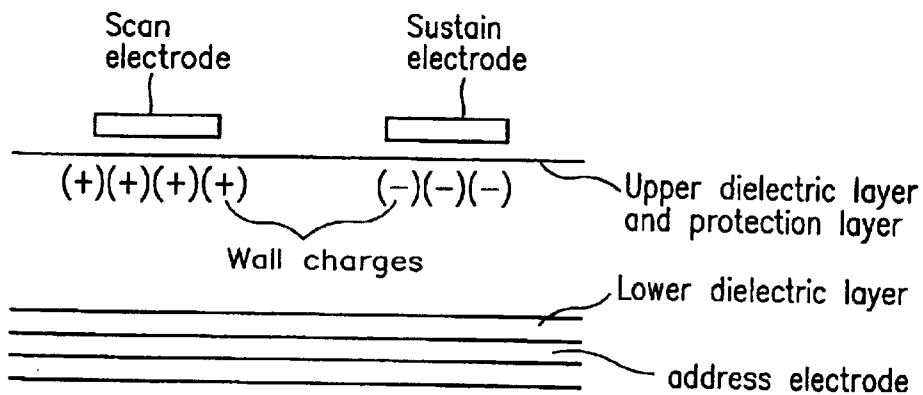 Scan
electrode
Sustain
electrode
(+)(+)(+)(+)
(-)(-)(-)
Upper dielectric layer
and protection layer
Wall charges
Lower dielectric layer
address electrode